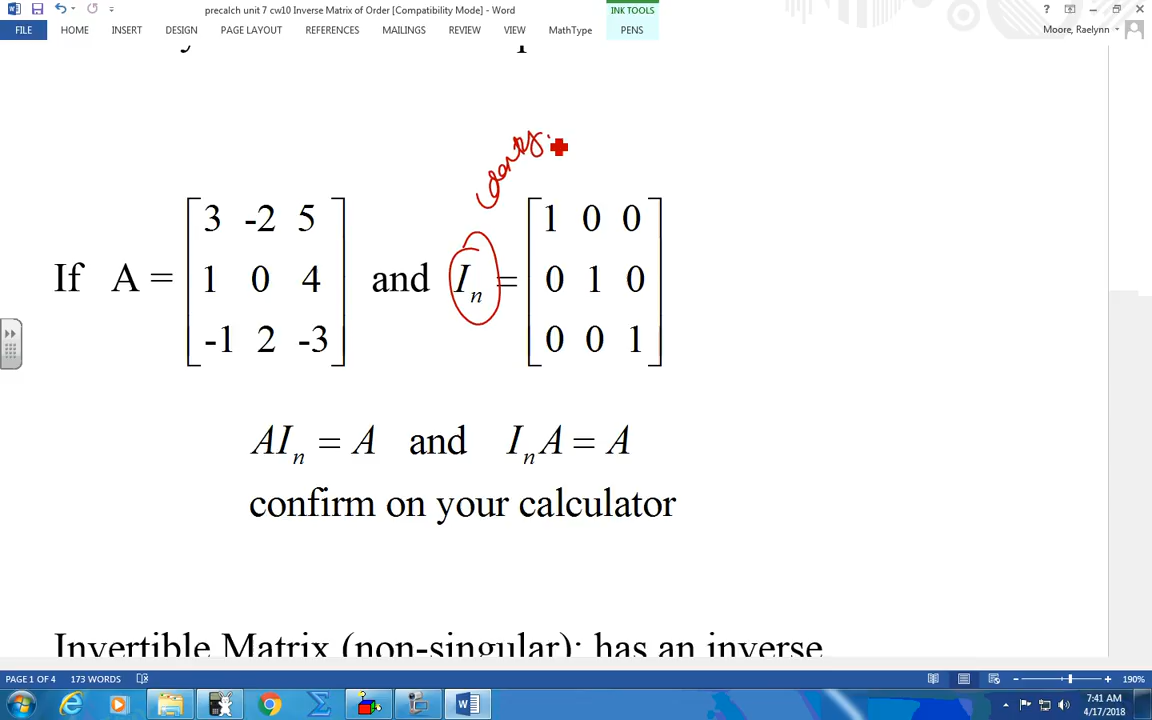 precalch unit 7 cw10 Inverse Matrix of Order [Compatibility Mode] - Word
INK TOOLS
FILE HOME INSERT DESIGN PAGE LAYOUT REFERENCES MAILINGS REVIEW VIEW MathType PENS
Moore, Raelynn
If A = [3 -2 5
1 0 4
-1 2 -3] and Iₙ = [1 0 0
0 1 0
0 0 1]
AIₙ = A and IₙA = A
confirm on your calculator
Invertible Matrix (non-singular): has an inverse
PAGE 1 OF 4 173 WORDS 190%
7:41 AM
4/17/2018